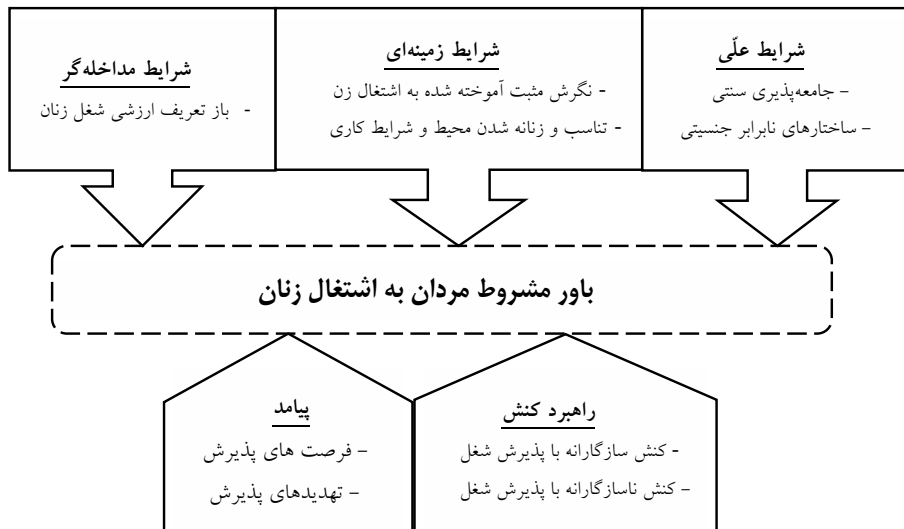 شرایط علّی
– جامعه‌پذیری سنتی
– ساختارهای نابرابر جنسیتی
شرایط زمینه‌ای
- نگرش مثبت آموخته شده به اشتغال زن
- تناسب و زنانه شدن محیط و شرایط کاری
شرایط مداخله‌گر
- باز تعریف ارزشی شغل زنان
باور مشروط مردان به اشتغال زنان
راهبرد کنش
- کنش سازگارانه با پذیرش شغل
- کنش ناسازگارانه با پذیرش شغل
پیامد
– فرصت های پذیرش
– تهدیدهای پذیرش